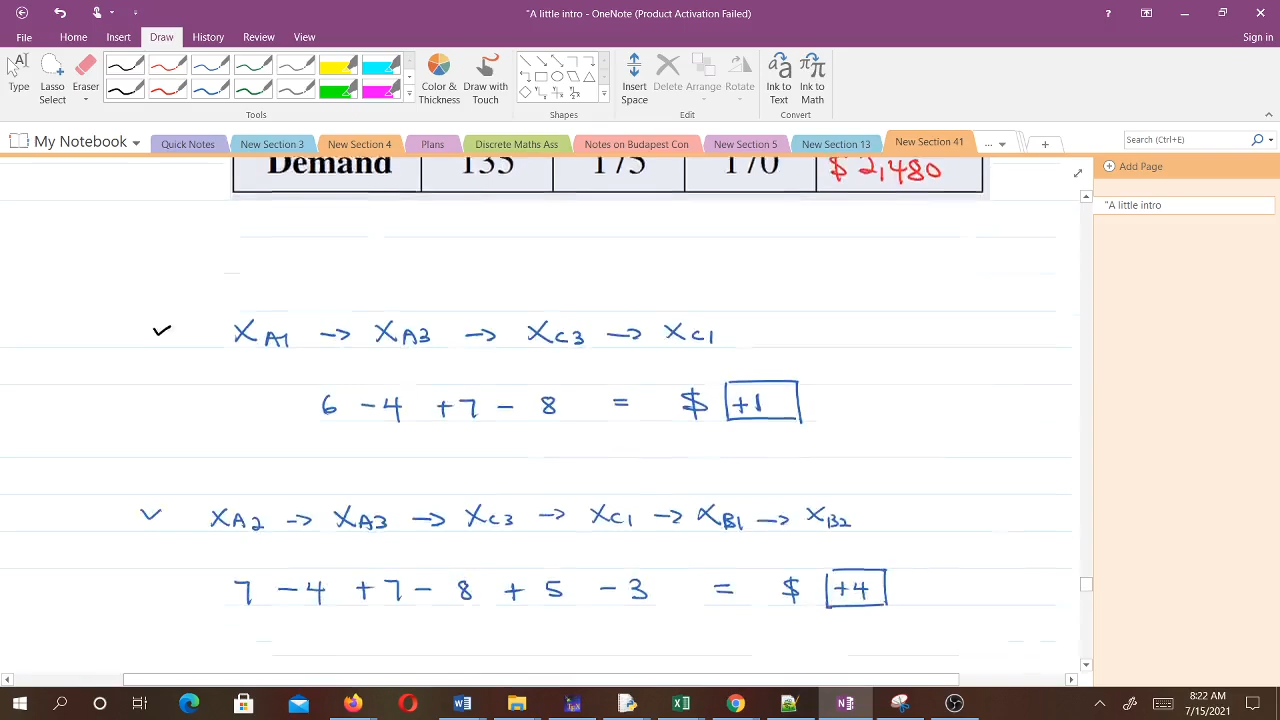 "A little intro - OneNote (Product Activation Failed)
File Home Insert Draw History Review View Sign in
Type Lasso Select Eraser Color & Thickness Draw with Touch Insert Space Delete Arrange Rotate Ink to Text Ink to Math
Tools Shapes Edit Convert
My Notebook Quick Notes New Section 3 New Section 4 Plans Discrete Maths Ass Notes on Budapest Con New Section 5 New Section 13 New Section 41 ... Search (Ctrl+E)
Add Page
"A little intro
Demand 135 175 170 $ 2,480
✓ XA1 → XA3 → XC3 → XC1
6 - 4 + 7 - 8 = $ +1
✓ XA2 → XA3 → XC3 → XC1 → XB1 → XB2
7 - 4 + 7 - 8 + 5 - 3 = $ +4
8:22 AM
7/15/2021